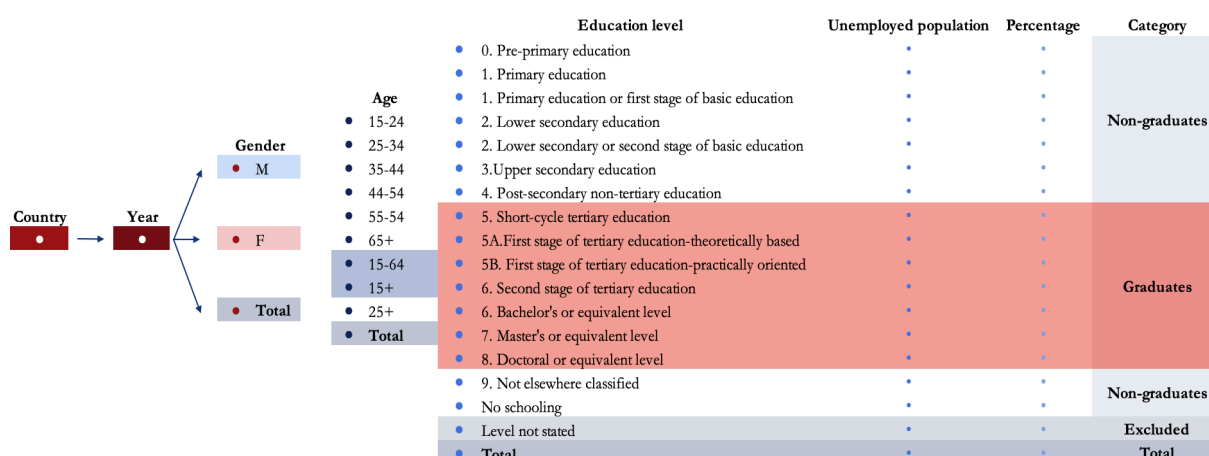 Education level Unemployed population Percentage Category
0. Pre-primary education
1. Primary education
Age
1. Primary education or first stage of basic education
15-24
2. Lower secondary education
Non-graduates
25-34
2. Lower secondary or second stage of basic education
Gender
M
35-44
3.Upper secondary education
44-54
4. Post-secondary non-tertiary education
Country
Year
55-54
5. Short-cycle tertiary education
F
65+
5A.First stage of tertiary education-theoretically based
15-64
5B. First stage of tertiary education-practically oriented
15+
6. Second stage of tertiary education
Graduates
Total
25+
6. Bachelor's or equivalent level
Total
7. Master's or equivalent level
8. Doctoral or equivalent level
9. Not elsewhere classified
Non-graduates
No schooling
Level not stated
Excluded
Total
Total